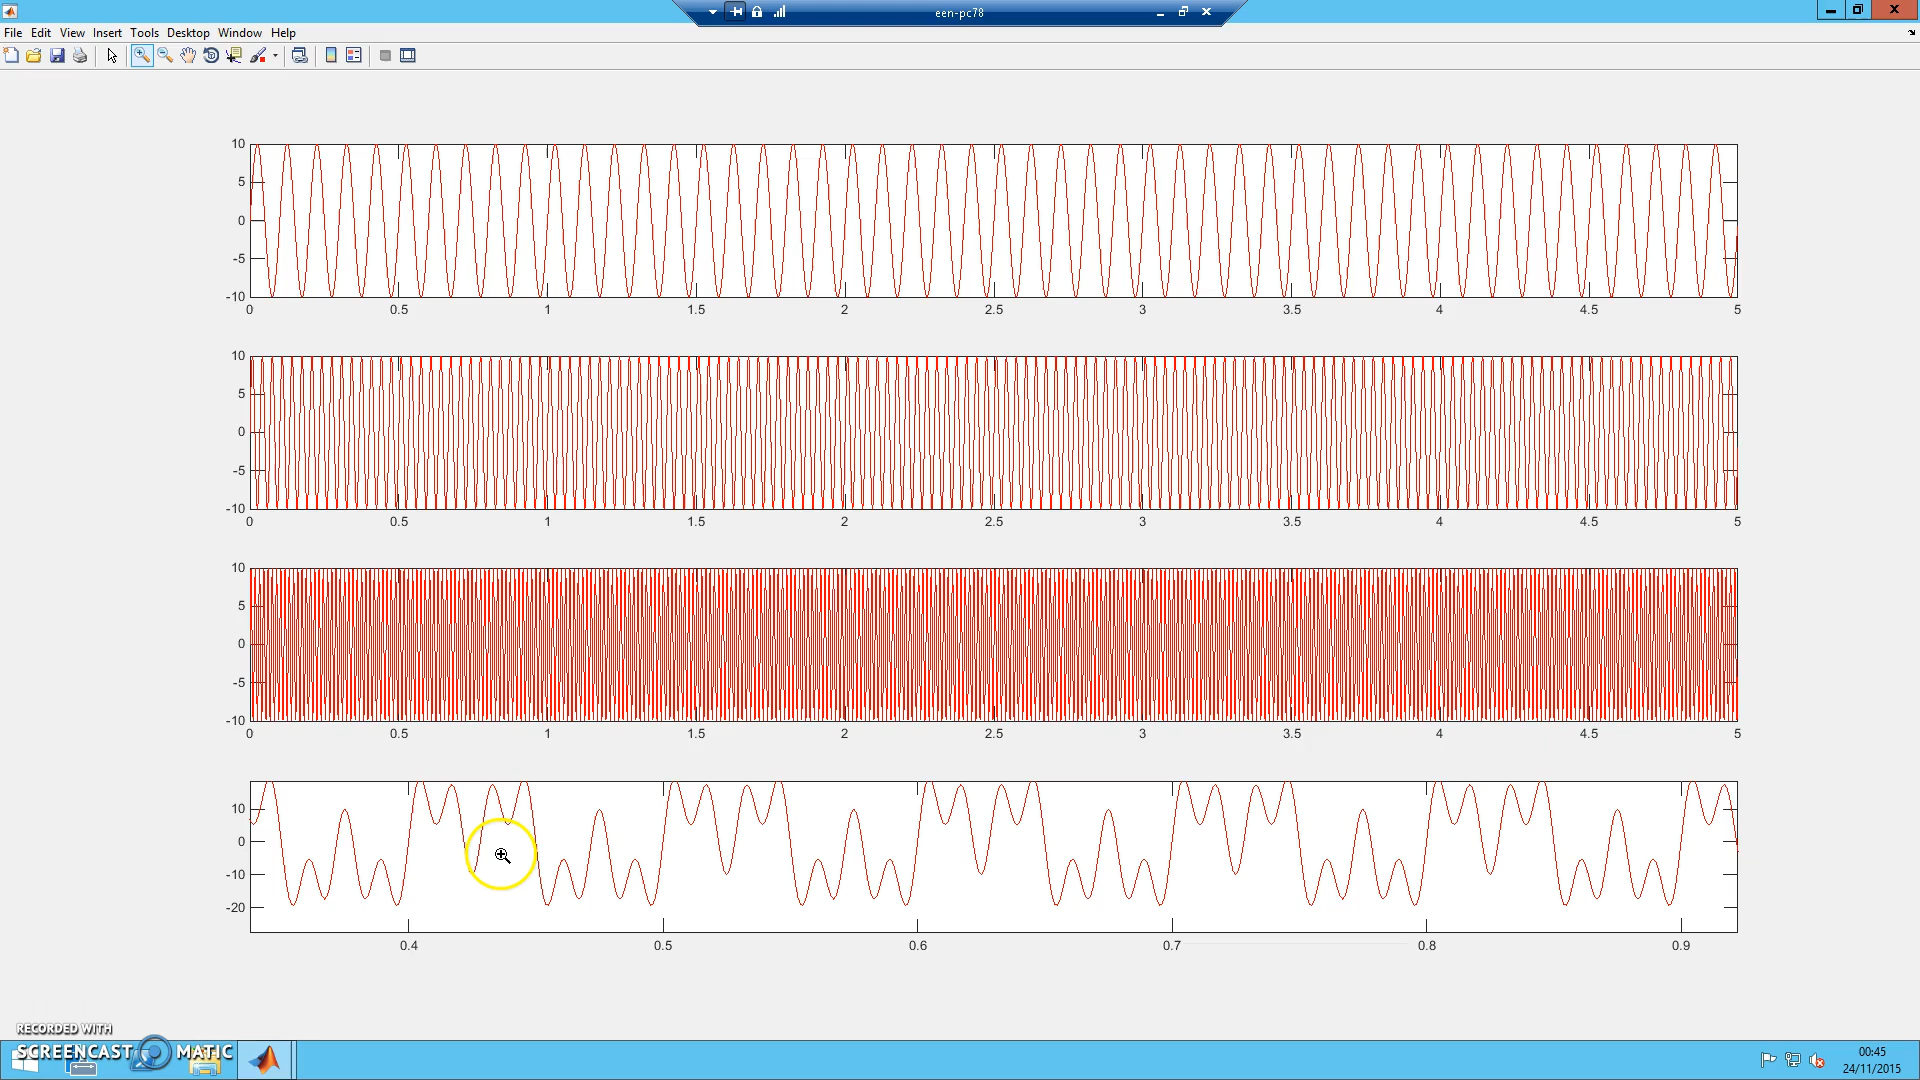 een-pc78
File Edit View Insert Tools Desktop Window Help
10
5
0
-5
-10
0 0.5 1 1.5 2 2.5 3 3.5 4 4.5 5
10
5
0
-5
-10
0 0.5 1 1.5 2 2.5 3 3.5 4 4.5 5
10
5
0
-5
-10
0 0.5 1 1.5 2 2.5 3 3.5 4 4.5 5
10
0
-10
-20
0.4 0.5 0.6 0.7 0.8 0.9
RECORDED WITH
SCREENCAST MATIC
00:45
24/11/2015